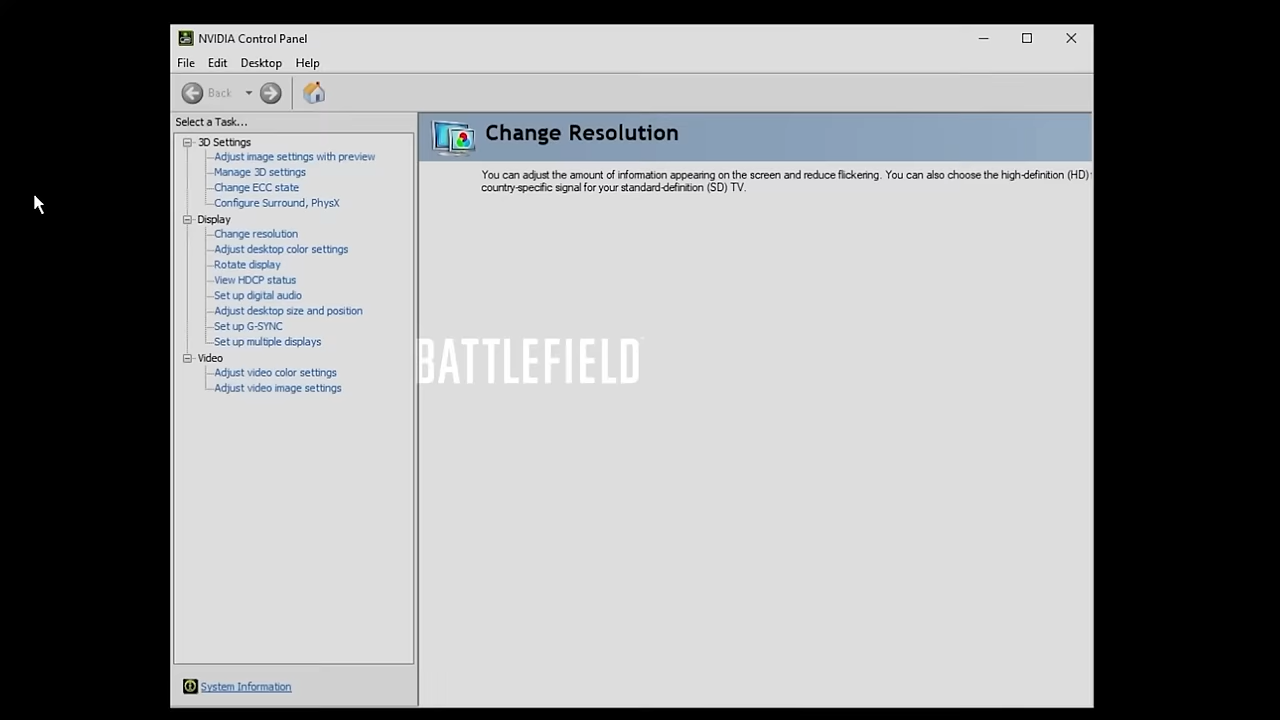 NVIDIA Control Panel
File Edit Desktop Help
Back
Select a Task...
3D Settings
Adjust image settings with preview
Manage 3D settings
Change ECC state
Configure Surround, PhysX
Display
Change resolution
Adjust desktop color settings
Rotate display
View HDCP status
Set up digital audio
Adjust desktop size and position
Set up G-SYNC
Set up multiple displays
Video
Adjust video color settings
Adjust video image settings
System Information
Change Resolution
You can adjust the amount of information appearing on the screen and reduce flickering. You can also choose the high-definition (HD)
country-specific signal for your standard-definition (SD) TV.
BATTLEFIELD